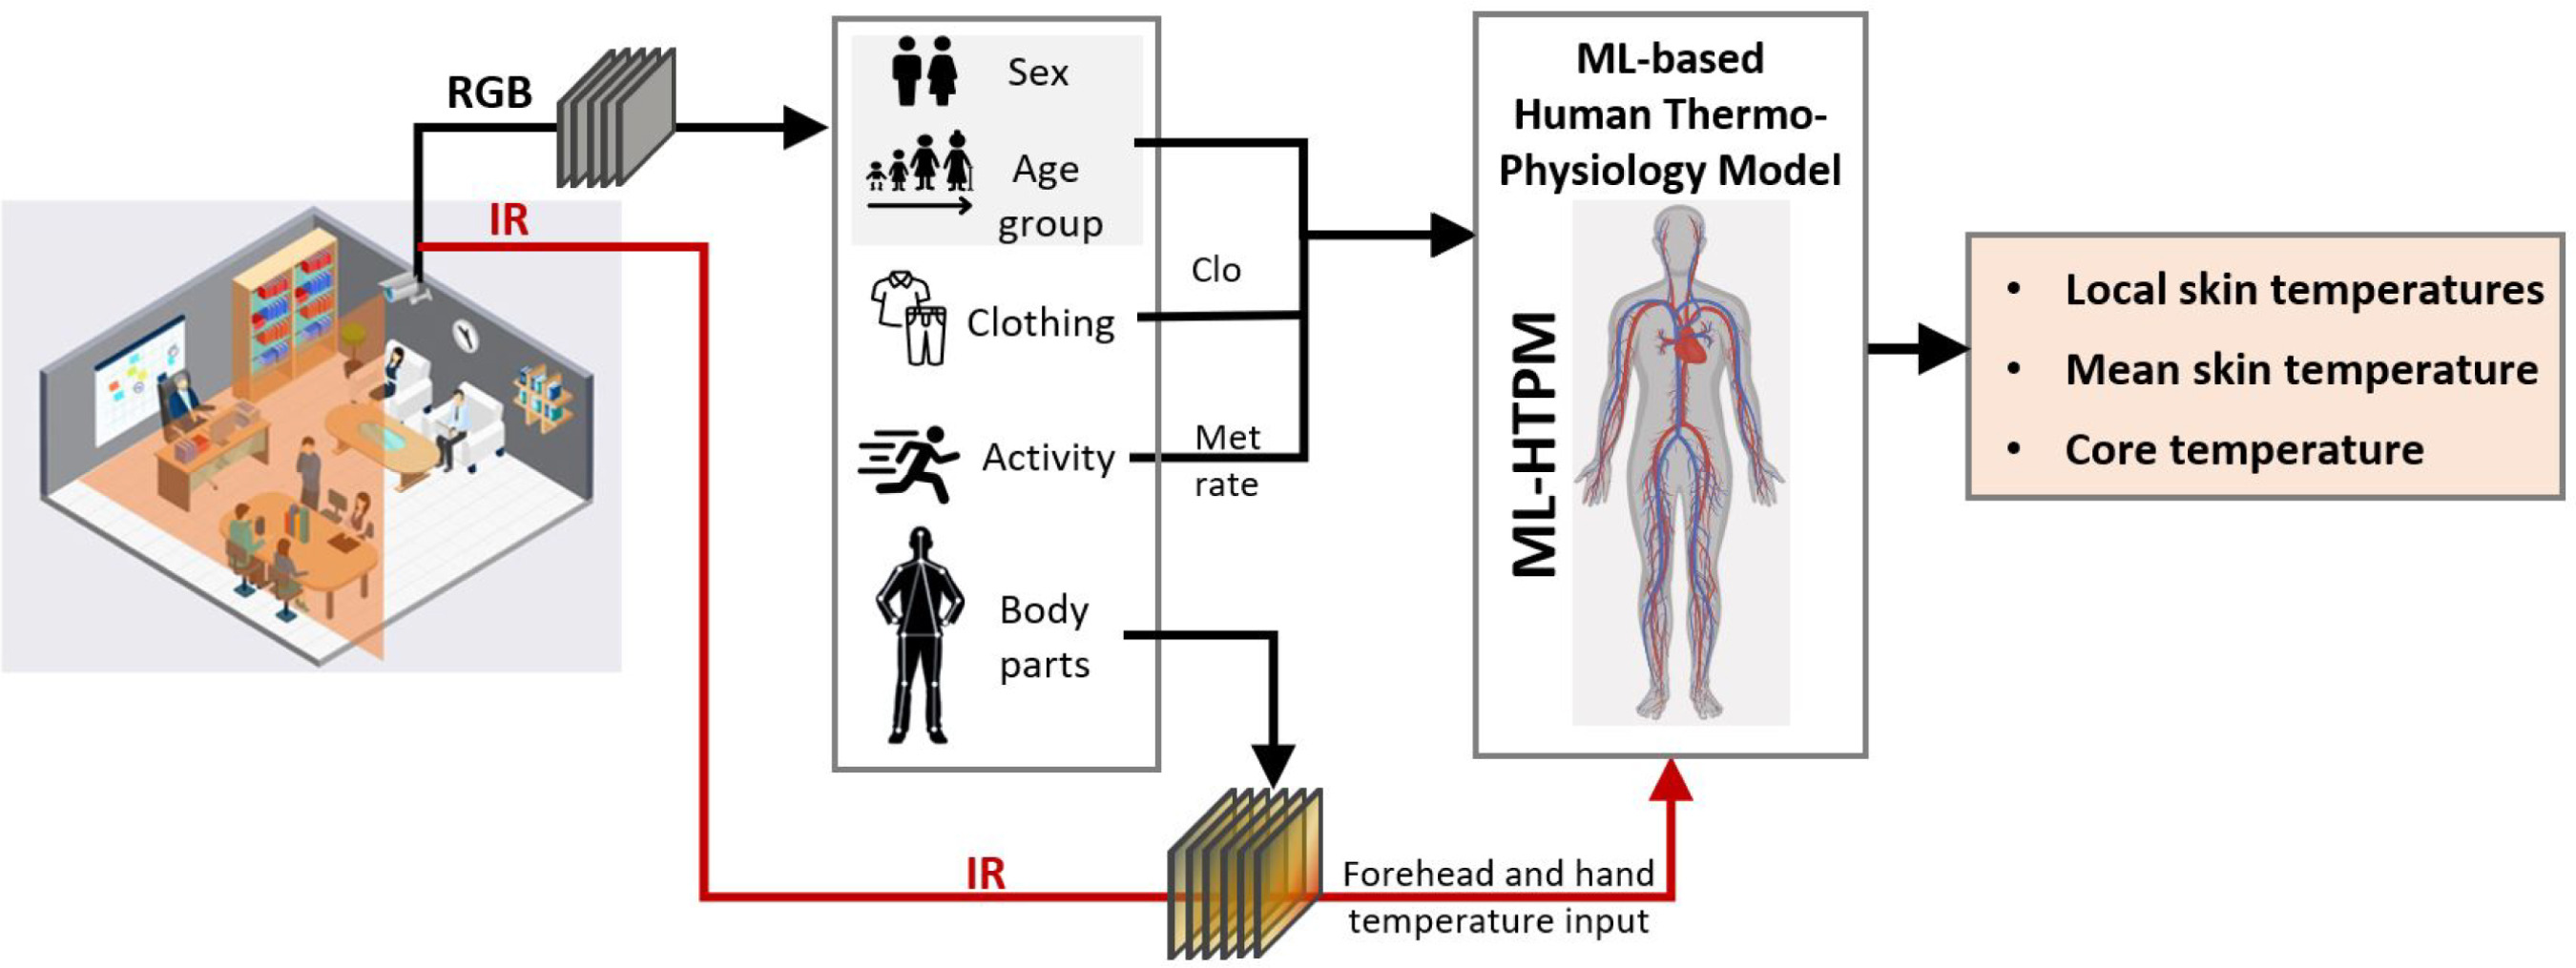 RGB
IR
Sex
Age
group
Clothing
Clo
Activity
Met
rate
Body
parts
IR
Forehead and hand
temperature input
ML-based
Human Thermo-
Physiology Model
ML-HTPM
• Local skin temperatures
• Mean skin temperature
• Core temperature